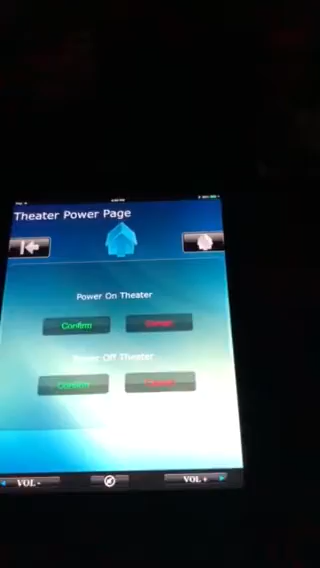 Theater Power Page
Power On Theater
Confirm Cancel
Power Off Theater
Confirm Cancel
VOL - VOL +